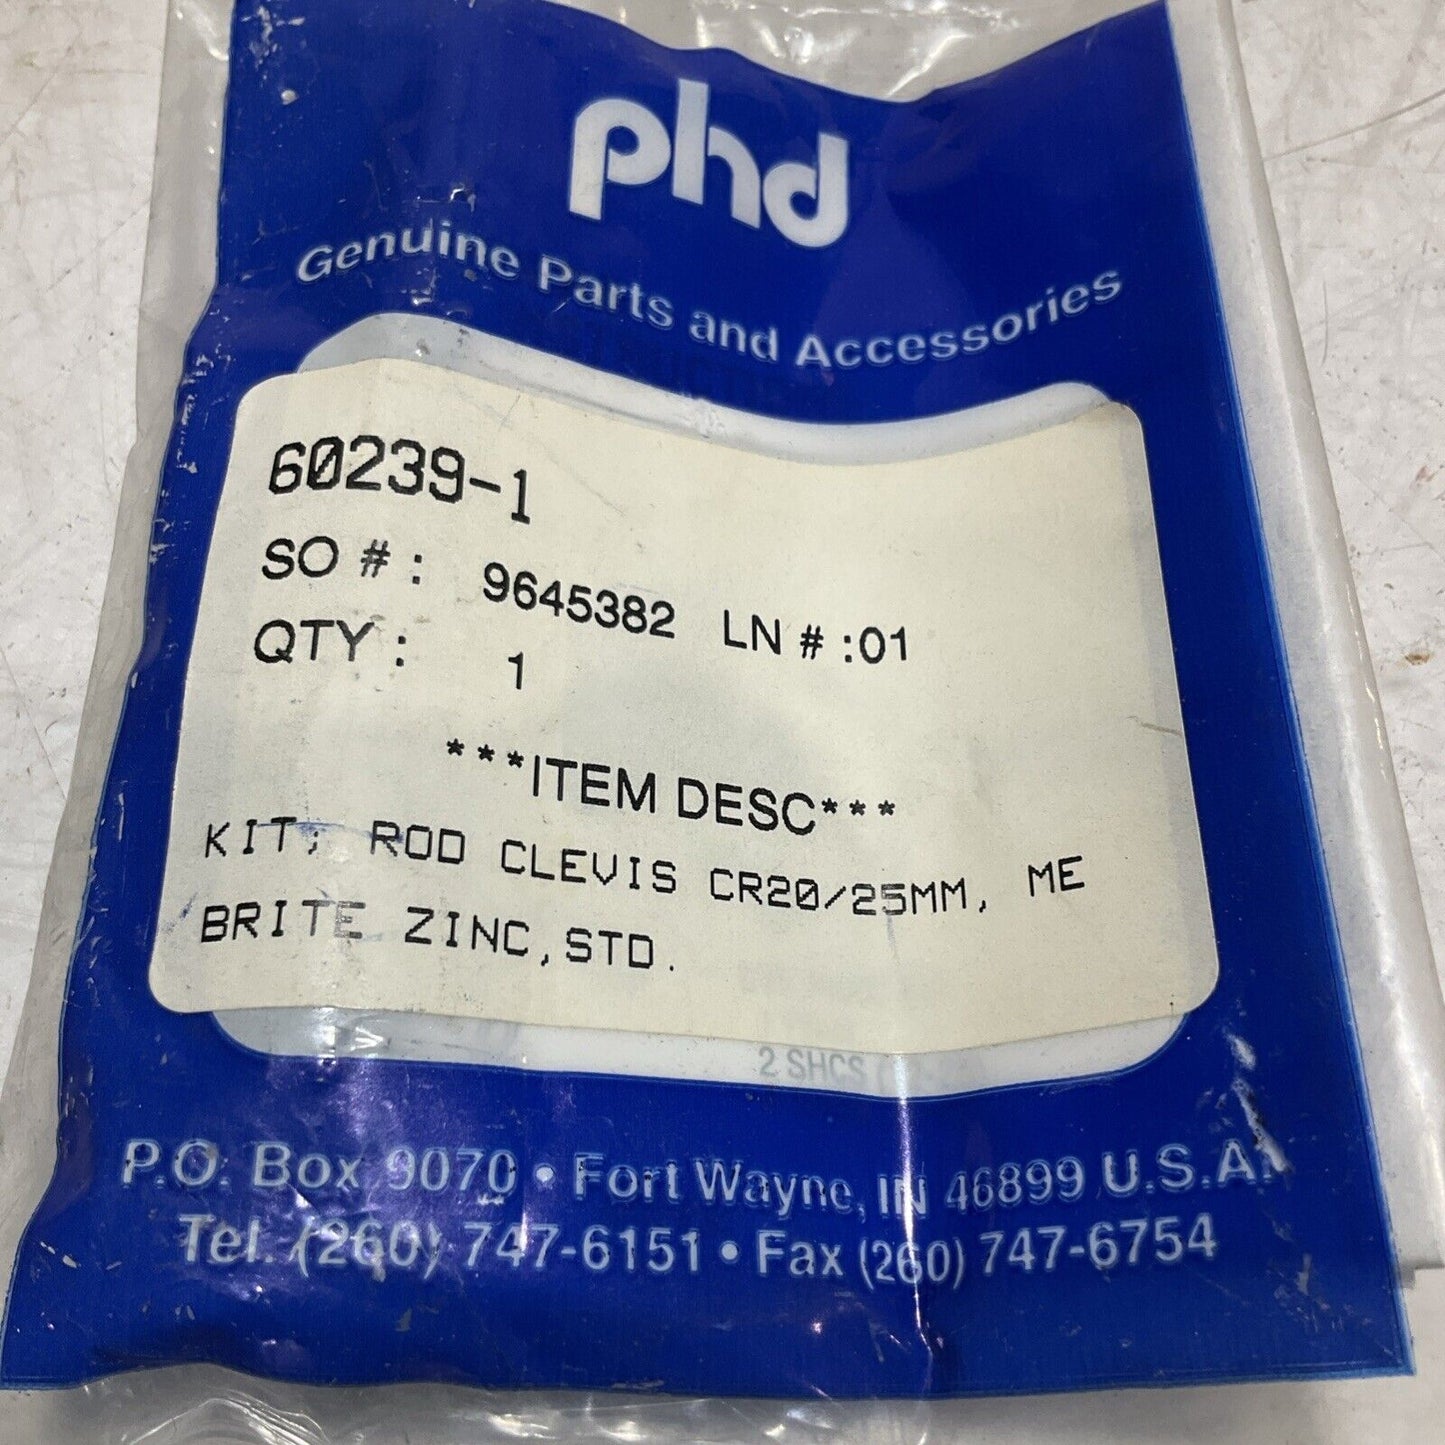 phd
Genuine Parts and Accessories
60239-1
SO #: 9645382 LN #:01
QTY: 1
***ITEM DESC***
KIT; ROD CLEVIS CR20/25MM, ME
BRITE ZINC,STD.
2 SHCS
P.O. Box 9070 • Fort Wayne, IN 46899 U.S.A.
Tel. (260) 747-6151 • Fax (260) 747-6754